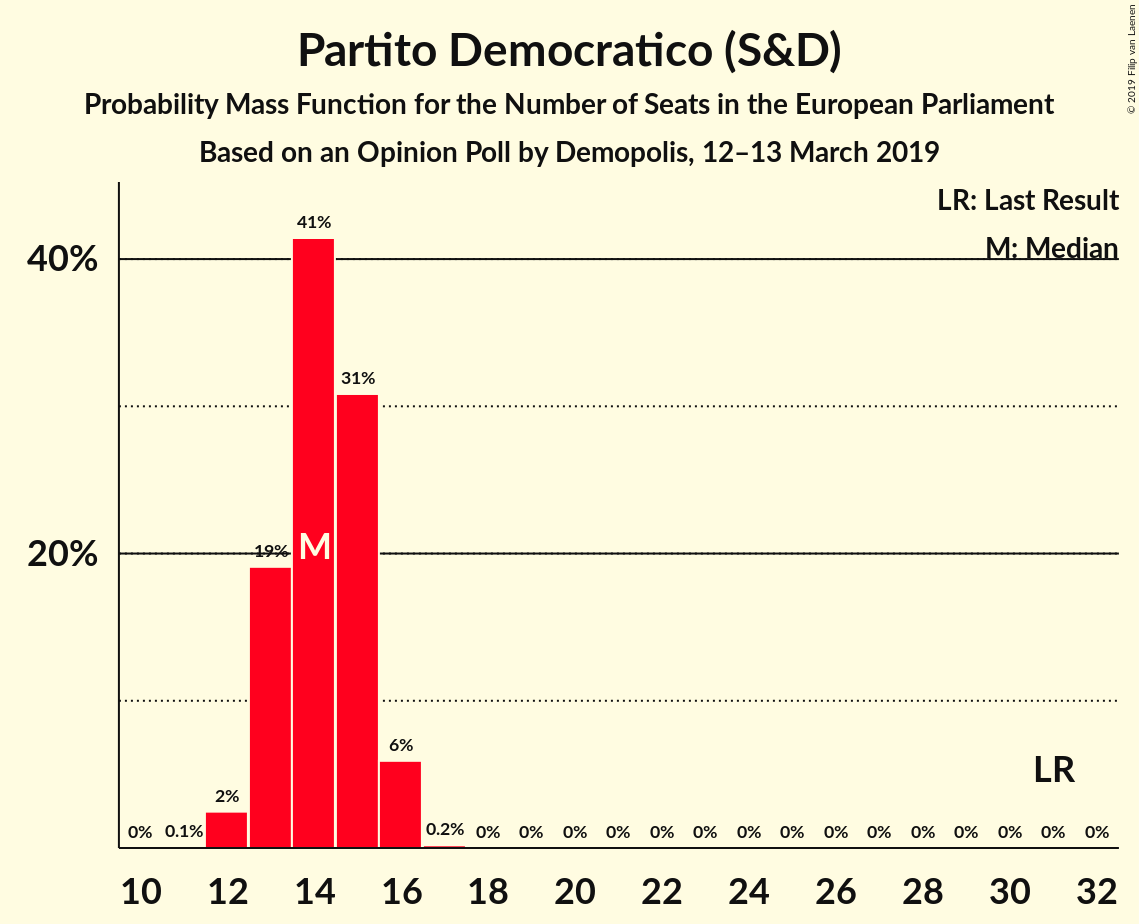 Partito Democratico (S&D)
Probability Mass Function for the Number of Seats in the European Parliament
Based on an Opinion Poll by Demopolis, 12–13 March 2019
© 2019 Filip van Laenen
LR: Last Result
M: Median
40%
20%
41%
31%
19%
M
6%
LR
2%
0% 0.1% 0.2% 0% 0% 0% 0% 0% 0% 0% 0% 0% 0% 0% 0% 0% 0% 0%
10 12 14 16 18 20 22 24 26 28 30 32